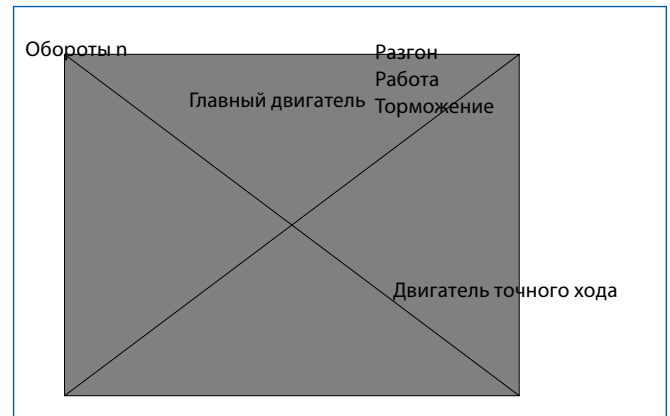 Обороты n
Разгон
Работа
Главный двигатель
Торможение
Двигатель точного хода